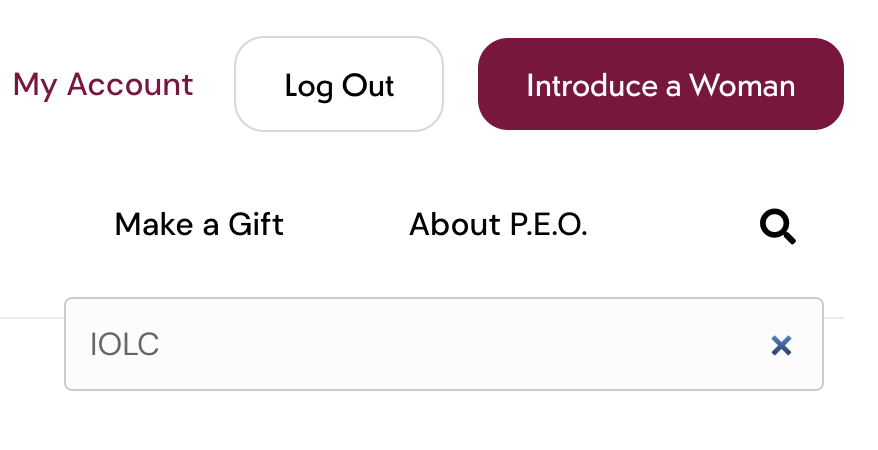 My Account Log Out Introduce a Woman
Make a Gift About P.E.O.
IOLC